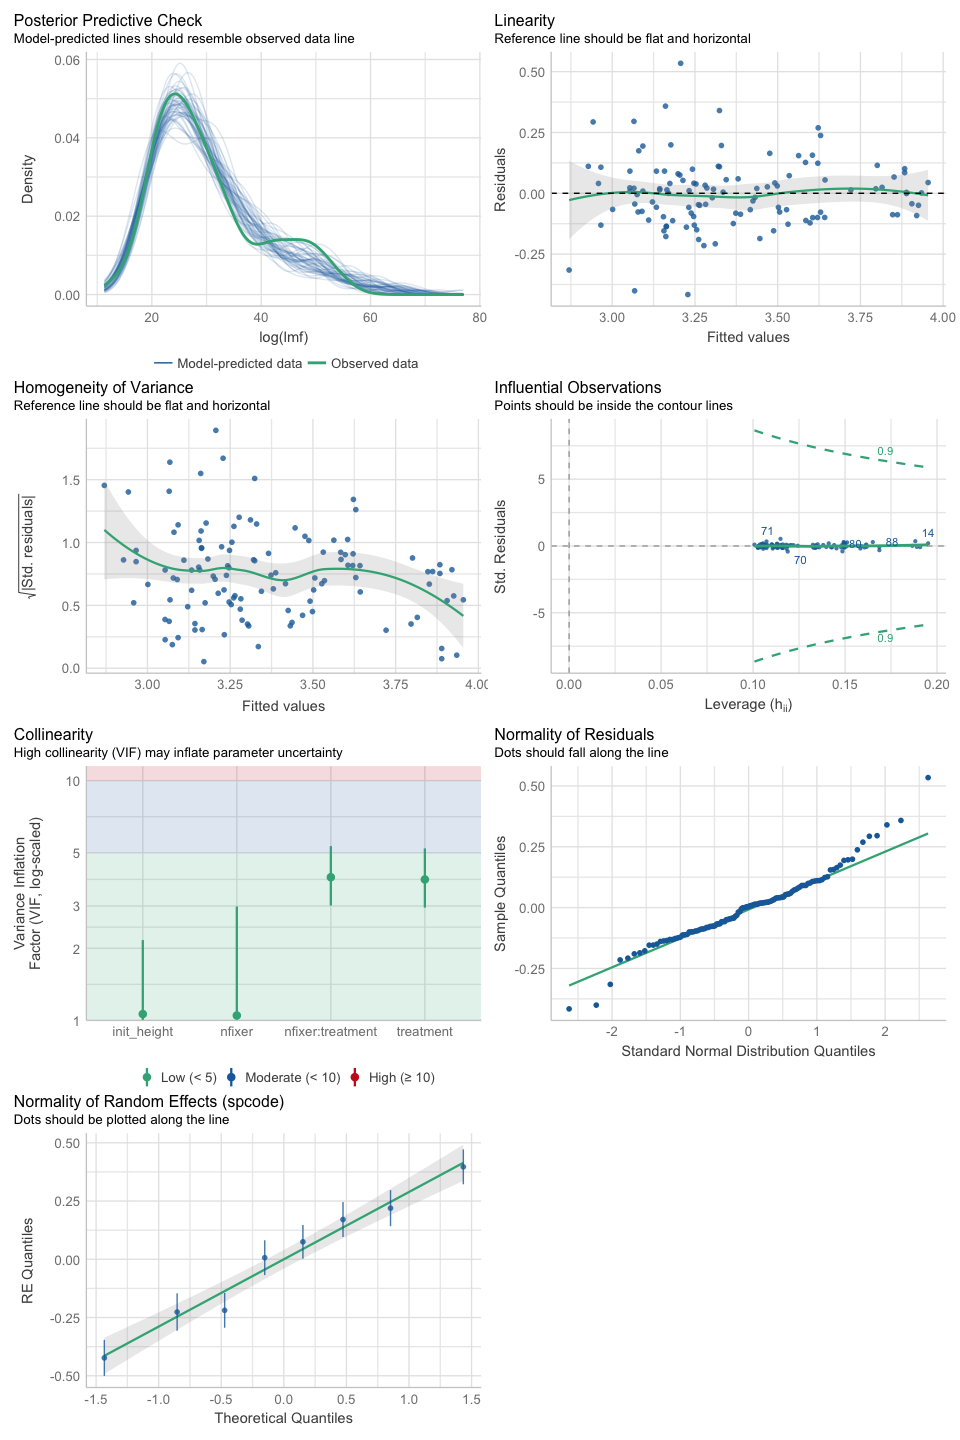 Posterior Predictive Check
Model-predicted lines should resemble observed data line
Density
0.06
0.04
0.02
0.00
20
40
60
80
log(lmf)
Model-predicted data
Observed data
Linearity
Reference line should be flat and horizontal
Residuals
0.50
0.25
0.00
-0.25
3.00
3.25
3.50
3.75
4.00
Fitted values
Homogeneity of Variance
Reference line should be flat and horizontal
√|Std. residuals|
1.5
1.0
0.5
0.0
3.00
3.25
3.50
3.75
4.00
Fitted values
Influential Observations
Points should be inside the contour lines
Std. Residuals
5
0
-5
0.9
71
80
88
14
70
0.9
0.00
0.05
0.10
0.15
0.20
Leverage (hii)
Collinearity
High collinearity (VIF) may inflate parameter uncertainty
Variance Inflation
Factor (VIF, log-scaled)
10
5
3
2
1
init_height
nfixer
nfixer:treatment
treatment
Low (< 5)
Moderate (< 10)
High (≥ 10)
Normality of Residuals
Dots should fall along the line
Sample Quantiles
0.50
0.25
0.00
-0.25
-2
-1
0
1
2
Standard Normal Distribution Quantiles
Normality of Random Effects (spcode)
Dots should be plotted along the line
RE Quantiles
0.50
0.25
0.00
-0.25
-0.50
-1.5
-1.0
-0.5
0.0
0.5
1.0
1.5
Theoretical Quantiles